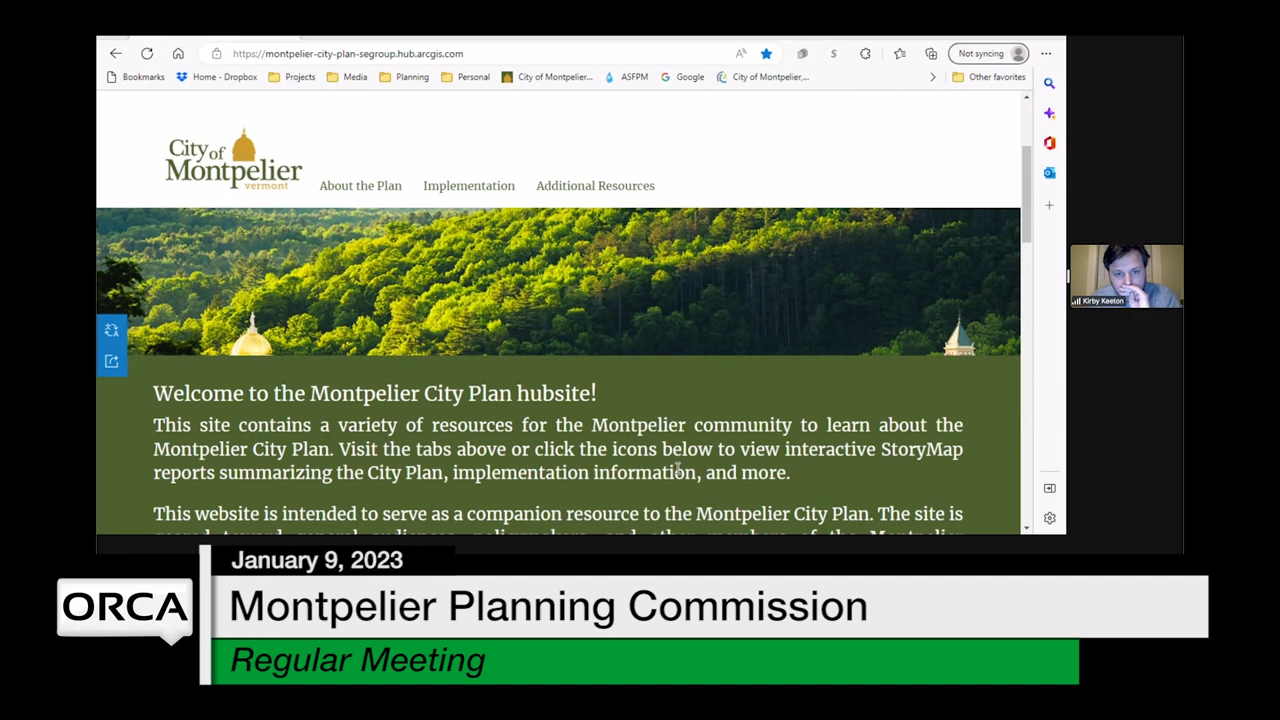 https://montpelier-city-plan-segroup.hub.arcgis.com
Not syncing
Bookmarks Home - Dropbox Projects Media Planning Personal City of Montpelier... ASFPM Google City of Montpelier,... Other favorites
City of
Montpelier
vermont
About the Plan Implementation Additional Resources
Welcome to the Montpelier City Plan hubsite!
This site contains a variety of resources for the Montpelier community to learn about the
Montpelier City Plan. Visit the tabs above or click the icons below to view interactive StoryMap
reports summarizing the City Plan, implementation information, and more.
This website is intended to serve as a companion resource to the Montpelier City Plan. The site is
Kirby Keeton
January 9, 2023
ORCA
Montpelier Planning Commission
Regular Meeting